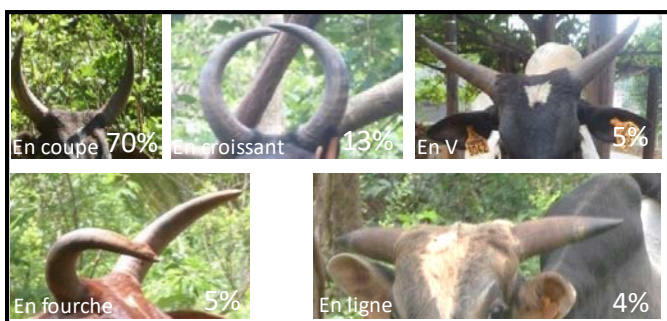 En coupe 70%
En croissant 13%
En V 5%
En fourche 5%
En ligne 4%